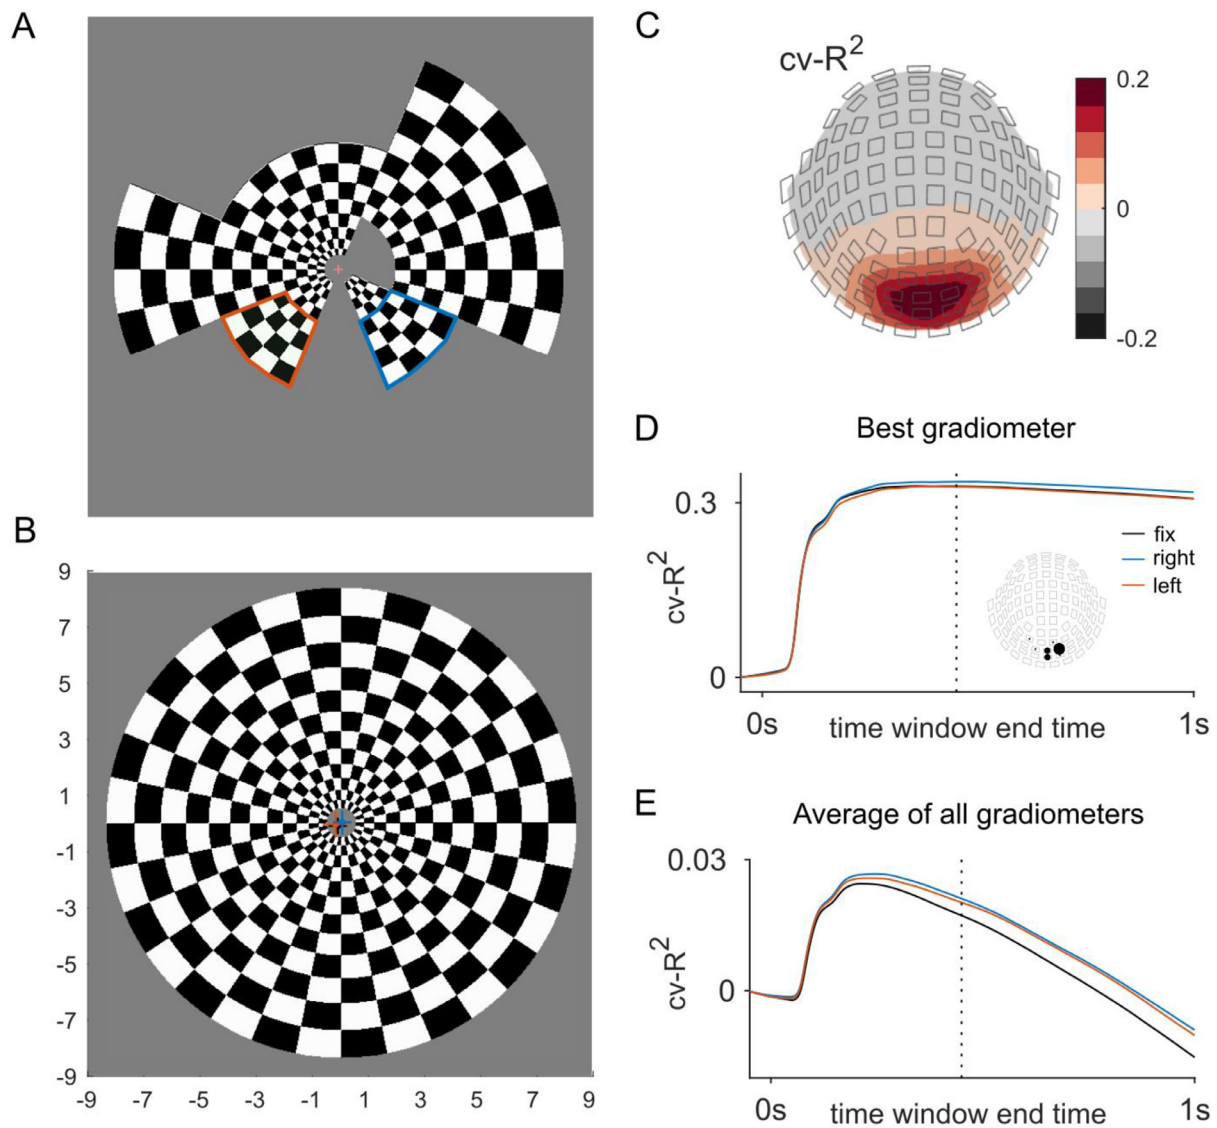 A
B
9
7
5
3
1
-1
-3
-5
-7
-9
-9
-7
-5
-3
-1
1
3
5
7
9
C
cv-R²
0.2
0
-0.2
D
Best gradiometer
0.3
0
cv-R²
fix
right
left
0s
time window end time
1s
E
Average of all gradiometers
0.03
0
cv-R²
0s
time window end time
1s